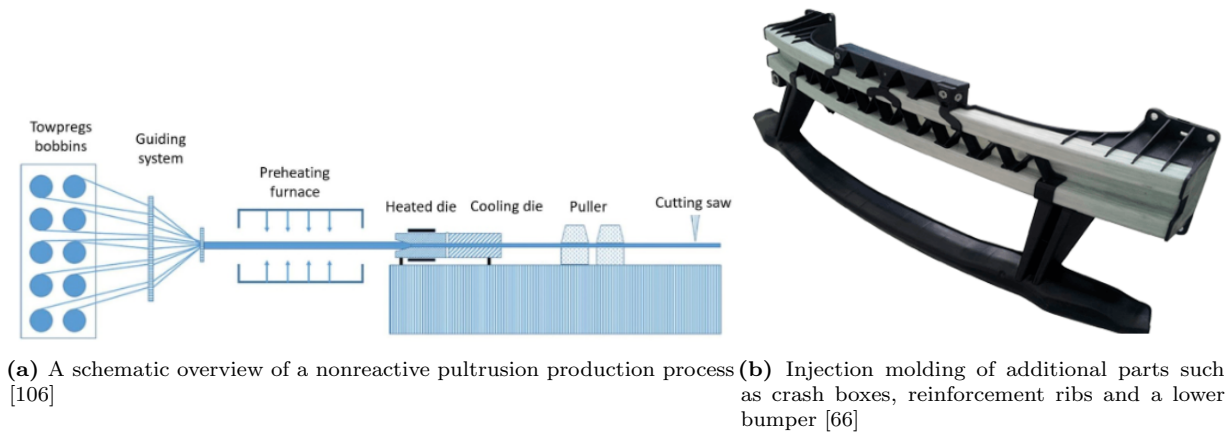 Towpregs
bobbins
Guiding
system
Preheating
furnace
Heated die
Cooling die
Puller
Cutting saw
(a) A schematic overview of a nonreactive pultrusion production process
[106]
(b) Injection molding of additional parts such
as crash boxes, reinforcement ribs and a lower
bumper [66]